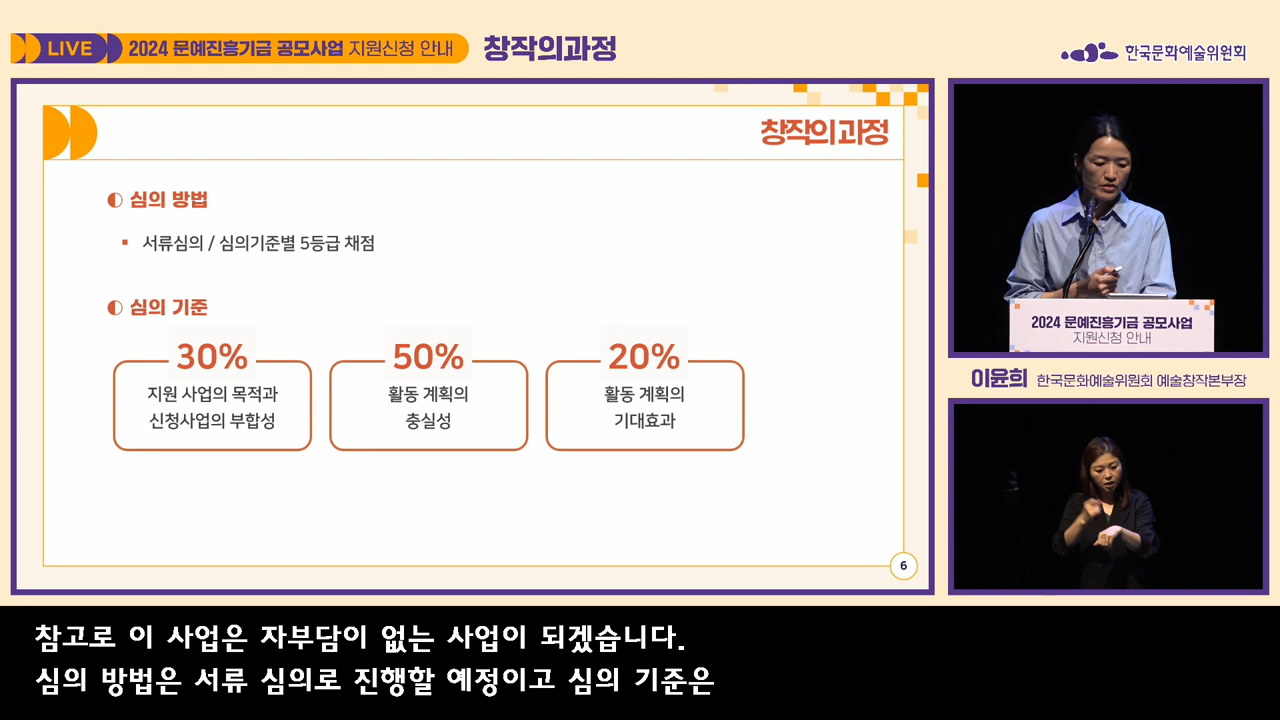 LIVE 2024 문예진흥기금 공모사업 지원신청 안내 창작의과정
한국문화예술위원회
창작의과정
심의 방법
서류심의 / 심의기준별 5등급 채점
심의 기준
30% 50% 20%
지원 사업의 목적과 활동 계획의 활동 계획의
신청사업의 부합성 충실성 기대효과
6
2024 문예진흥기금 공모사업
지원신청 안내
이윤희 한국문화예술위원회 예술창작본부장
참고로 이 사업은 자부담이 없는 사업이 되겠습니다.
심의 방법은 서류 심의로 진행할 예정이고 심의 기준은